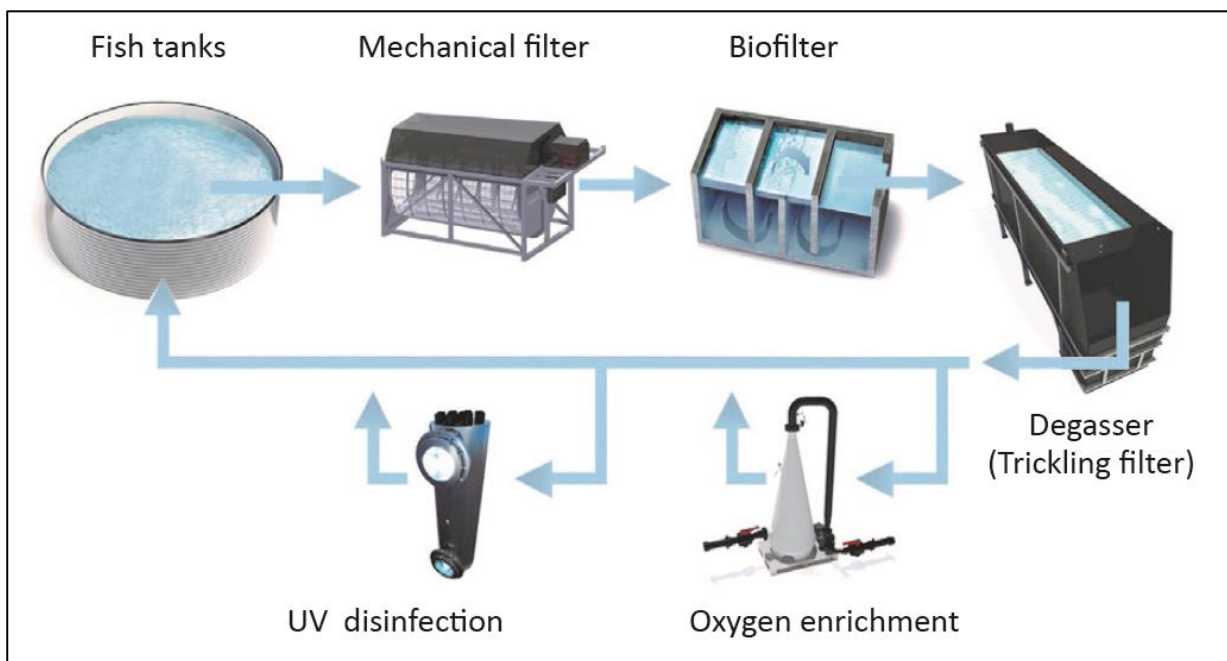 Fish tanks
Mechanical filter
Biofilter
Degasser
(Trickling filter)
UV disinfection
Oxygen enrichment